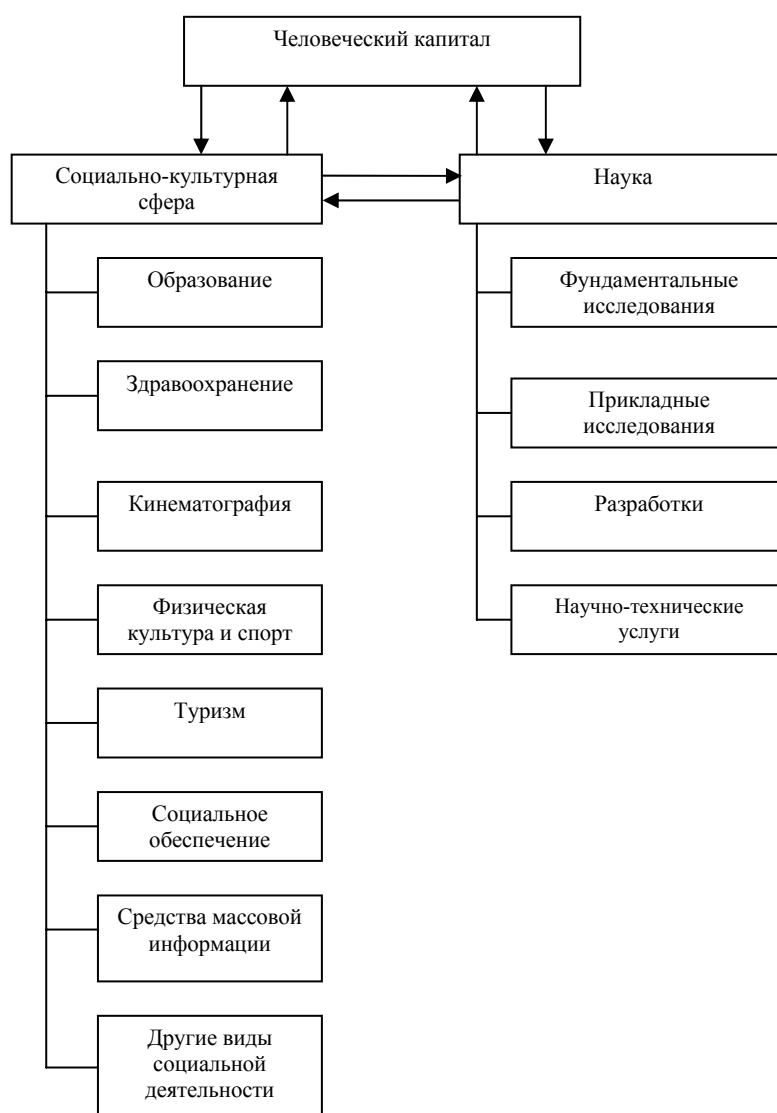 Человеческий капитал
Социально-культурная
сфера
Наука
Образование
Здравоохранение
Кинематография
Физическая
культура и спорт
Туризм
Социальное
обеспечение
Средства массовой
информации
Другие виды
социальной
деятельности
Фундаментальные
исследования
Прикладные
исследования
Разработки
Научно-технические
услуги